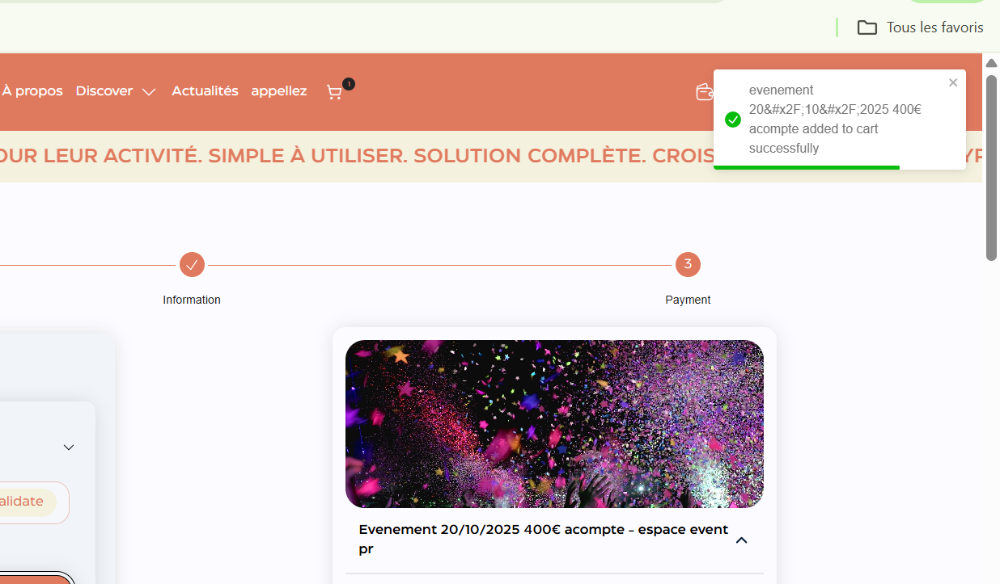 Tous les favoris
À propos Discover Actualités appellez 1
evenement
20&#x2F;10&#x2F;2025 400€
acompte added to cart
successfully
OUR LEUR ACTIVITÉ. SIMPLE À UTILISER. SOLUTION COMPLÈTE. CROIS
3
Information
Payment
alidate
Evenement 20/10/2025 400€ acompte - espace event
pr